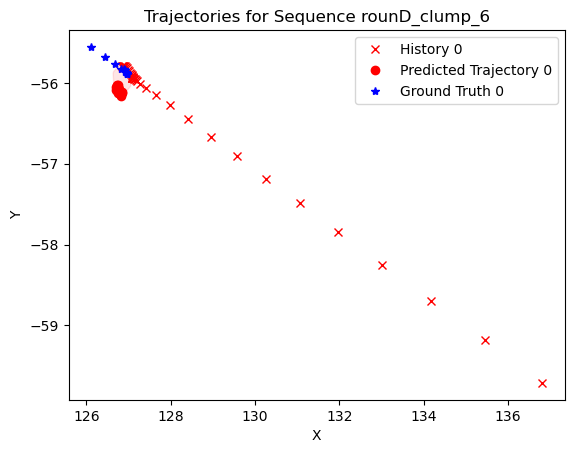 Trajectories for Sequence rounD_clump_6
History 0
Predicted Trajectory 0
Ground Truth 0
−56
−57
−58
−59
Y
126
128
130
132
134
136
X